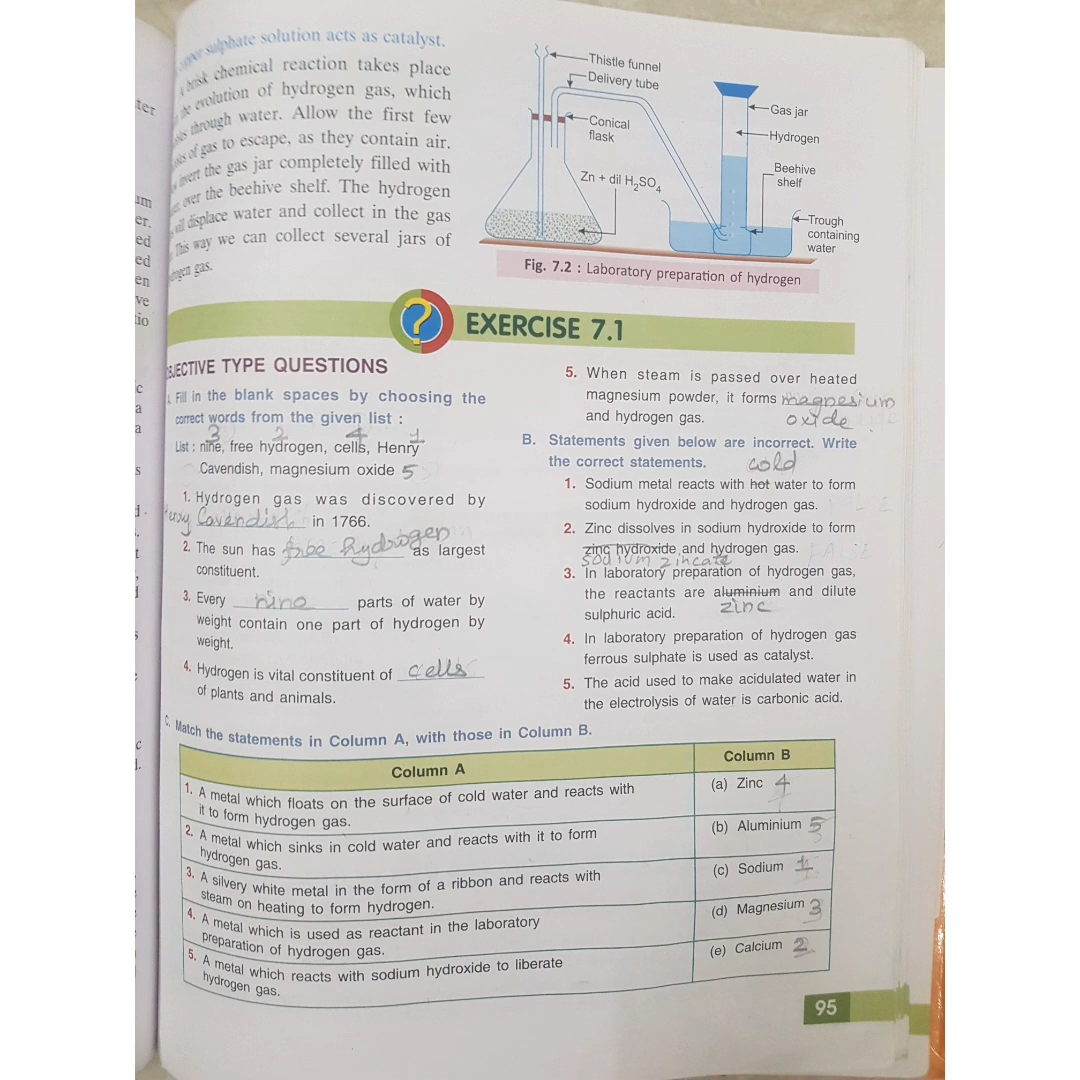 sulphate solution acts as catalyst.
brisk chemical reaction takes place
the evolution of hydrogen gas, which
through water. Allow the first few
of gas to escape, as they contain air.
the gas jar completely filled with
over the beehive shelf. The hydrogen
will displace water and collect in the gas
This way we can collect several jars of
gas.
Thistle funnel
Delivery tube
Conical
flask
Zn + dil H₂SO₄
Gas jar
Hydrogen
Beehive
shelf
Trough
containing
water
Fig. 7.2 : Laboratory preparation of hydrogen
? EXERCISE 7.1
OBJECTIVE TYPE QUESTIONS
Fill in the blank spaces by choosing the
correct words from the given list :
3 2 4 1
List : nine, free hydrogen, cells, Henry
Cavendish, magnesium oxide 5
1. Hydrogen gas was discovered by
Henry Cavendish in 1766.
2. The sun has free hydrogen as largest
constituent.
3. Every nine parts of water by
weight contain one part of hydrogen by
weight.
4. Hydrogen is vital constituent of cells
of plants and animals.
5. When steam is passed over heated
magnesium powder, it forms magnesium
and hydrogen gas. oxide
B. Statements given below are incorrect. Write
the correct statements. cold
1. Sodium metal reacts with hot water to form
sodium hydroxide and hydrogen gas.
2. Zinc dissolves in sodium hydroxide to form
zinc hydroxide and hydrogen gas.
sodium zincate
3. In laboratory preparation of hydrogen gas,
the reactants are aluminium and dilute
sulphuric acid. zinc
4. In laboratory preparation of hydrogen gas
ferrous sulphate is used as catalyst.
5. The acid used to make acidulated water in
the electrolysis of water is carbonic acid.
C. Match the statements in Column A, with those in Column B.
Column A
Column B
1. A metal which floats on the surface of cold water and reacts with
it to form hydrogen gas.
(a) Zinc 4
2. A metal which sinks in cold water and reacts with it to form
hydrogen gas.
(b) Aluminium 5
3. A silvery white metal in the form of a ribbon and reacts with
steam on heating to form hydrogen.
(c) Sodium 1
4. A metal which is used as reactant in the laboratory
preparation of hydrogen gas.
(d) Magnesium 3
5. A metal which reacts with sodium hydroxide to liberate
hydrogen gas.
(e) Calcium 2
95